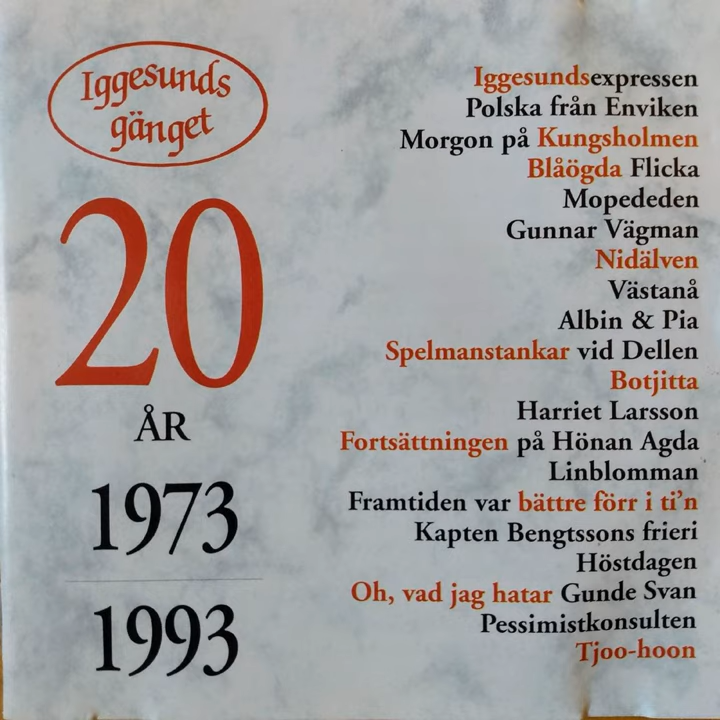 Iggesunds
gänget
20
ÅR
1973
1993
Iggesundsexpressen
Polska från Enviken
Morgon på Kungsholmen
Blåögda Flicka
Mopededen
Gunnar Vägman
Nidälven
Västanå
Albin & Pia
Spelmanstankar vid Dellen
Botjitta
Harriet Larsson
Fortsättningen på Hönan Agda
Linblomman
Framtiden var bättre förr i ti'n
Kapten Bengtssons frieri
Höstdagen
Oh, vad jag hatar Gunde Svan
Pessimistkonsulten
Tjoo-hoon